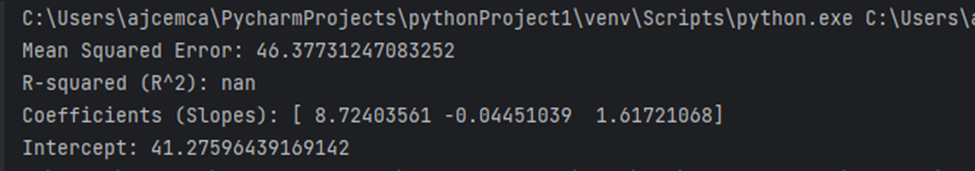 C:\Users\ajcemca\PycharmProjects\pythonProject1\venv\Scripts\python.exe C:\Users\
Mean Squared Error: 46.37731247083252
R-squared (R^2): nan
Coefficients (Slopes): [ 8.72403561 -0.04451039  1.61721068]
Intercept: 41.27596439169142